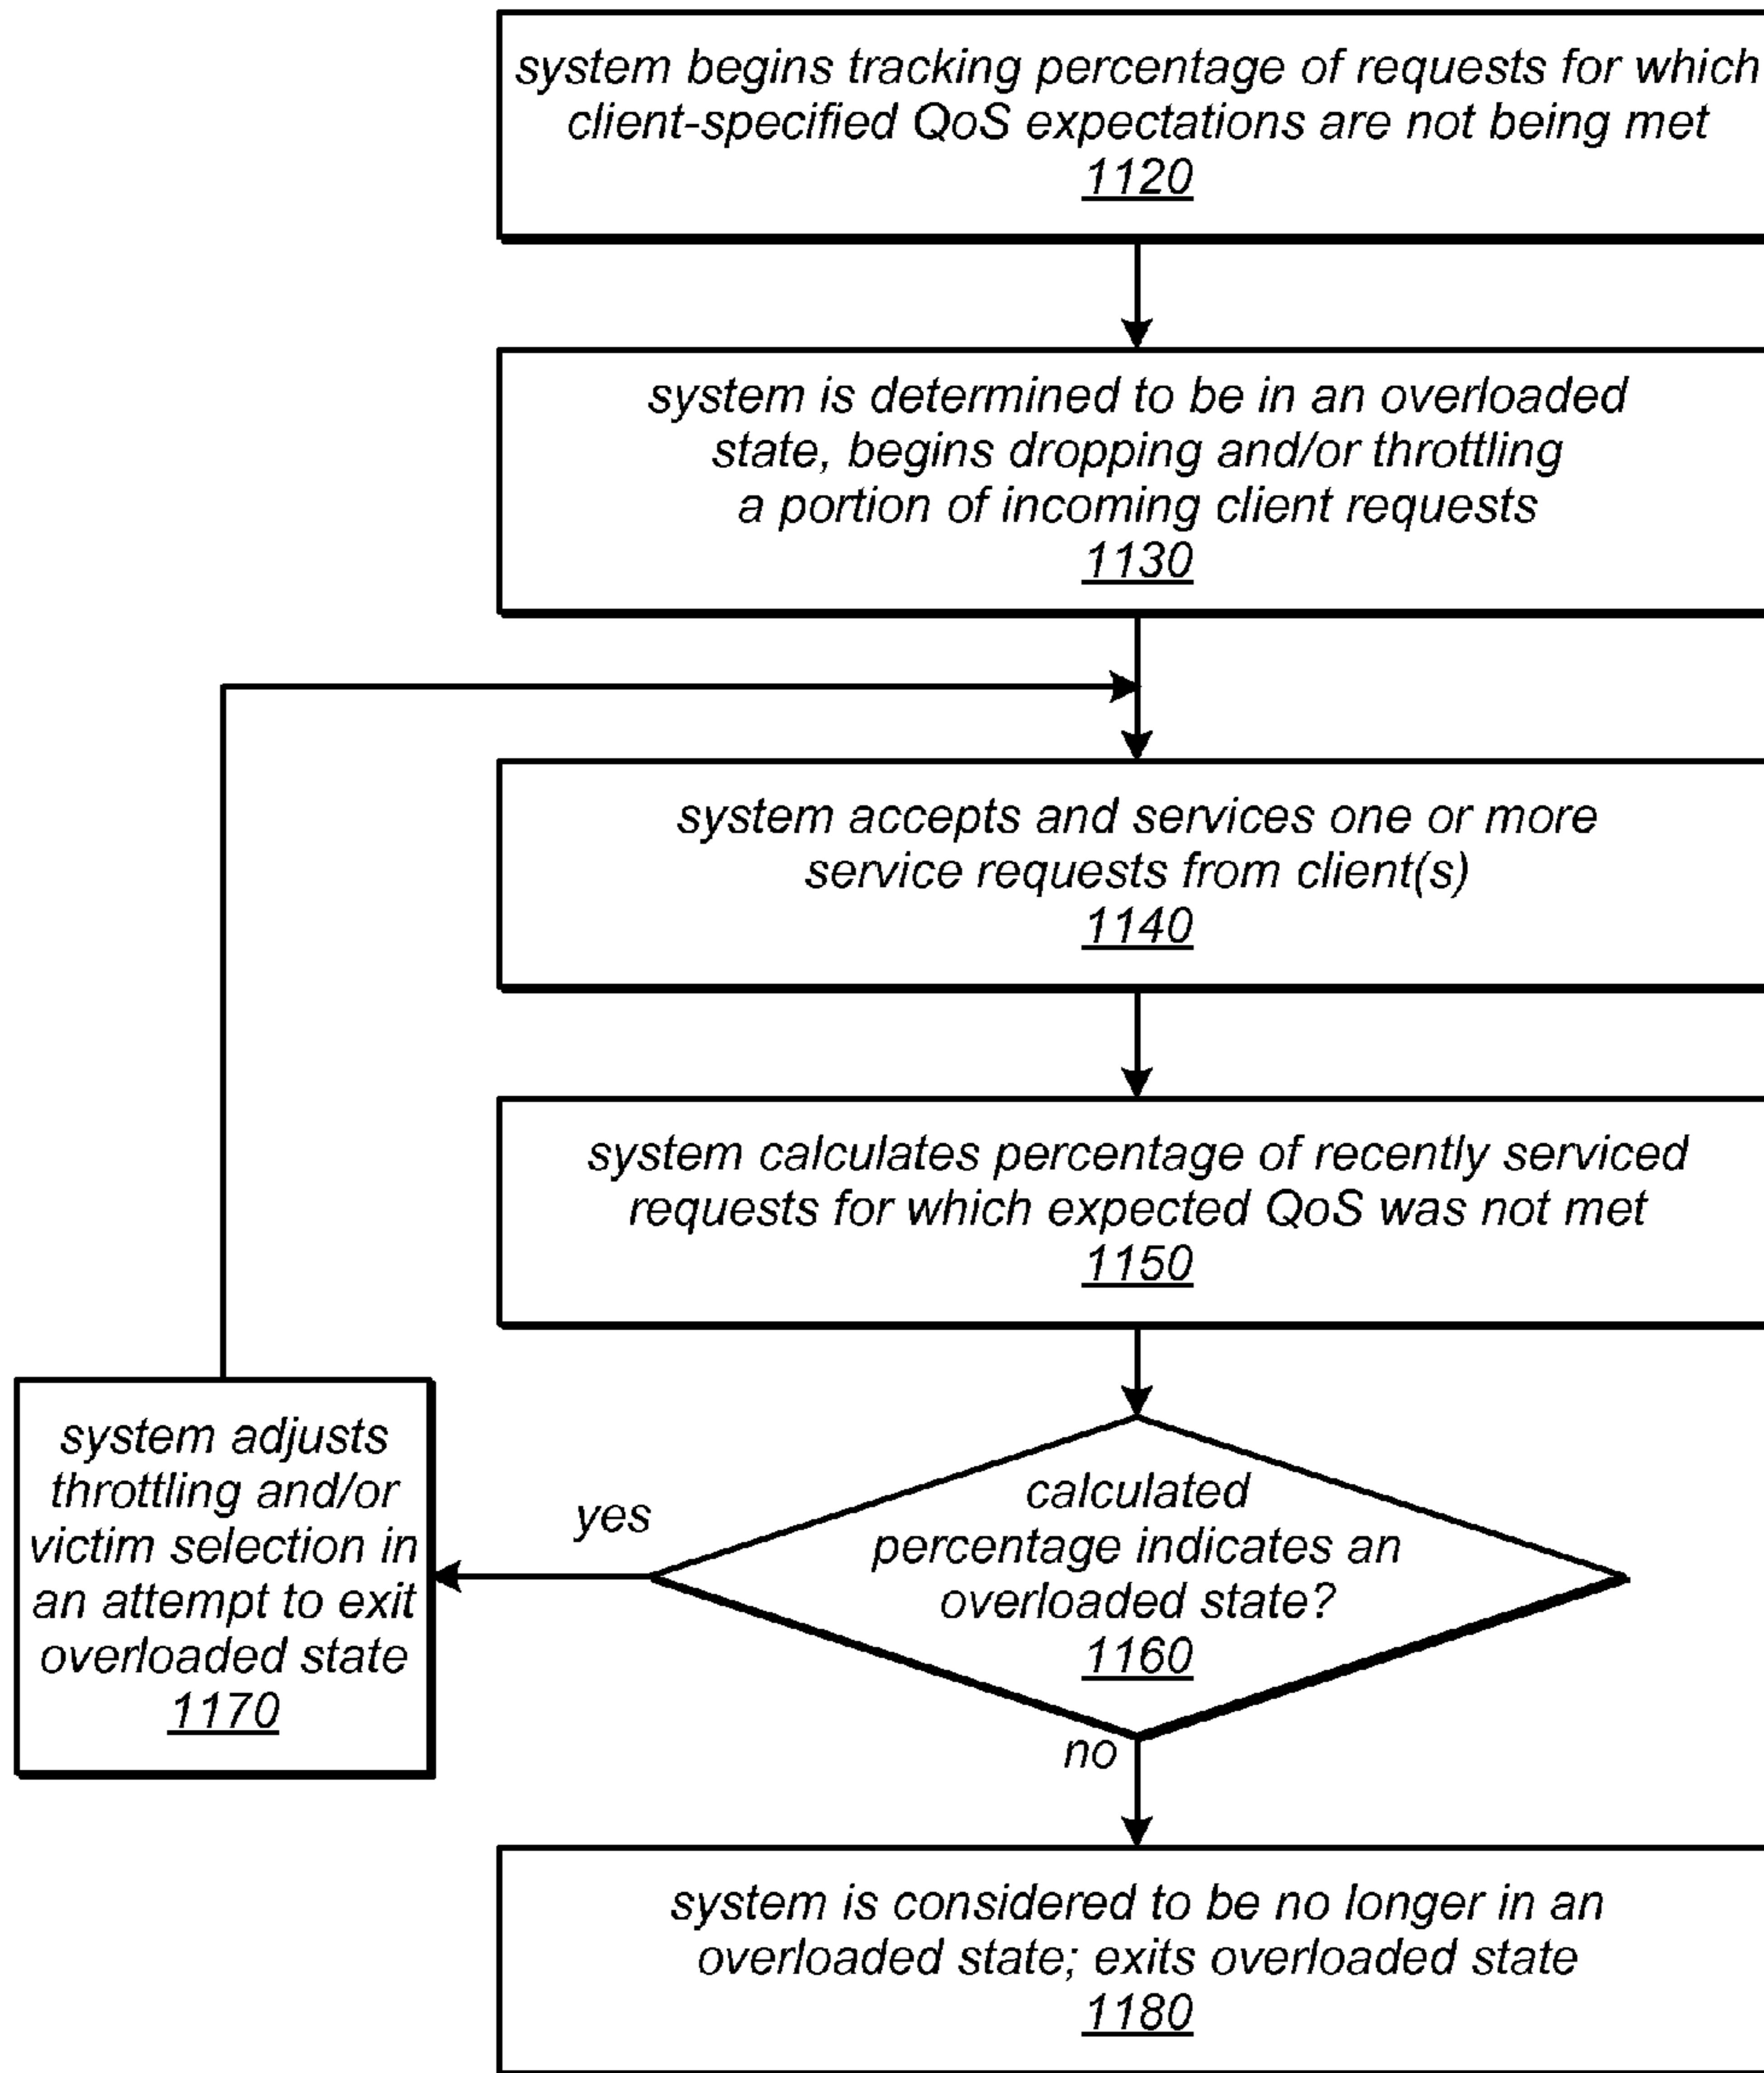 system begins tracking percentage of requests for which
client-specified QoS expectations are not being met
1120
system is determined to be in an overloaded
state, begins dropping and/or throttling
a portion of incoming client requests
1130
system accepts and services one or more
service requests from client(s)
1140
system calculates percentage of recently serviced
requests for which expected QoS was not met
1150
calculated
percentage indicates an
overloaded state?
1160
yes
system adjusts
throttling and/or
victim selection in
an attempt to exit
overloaded state
1170
no
system is considered to be no longer in an
overloaded state; exits overloaded state
1180